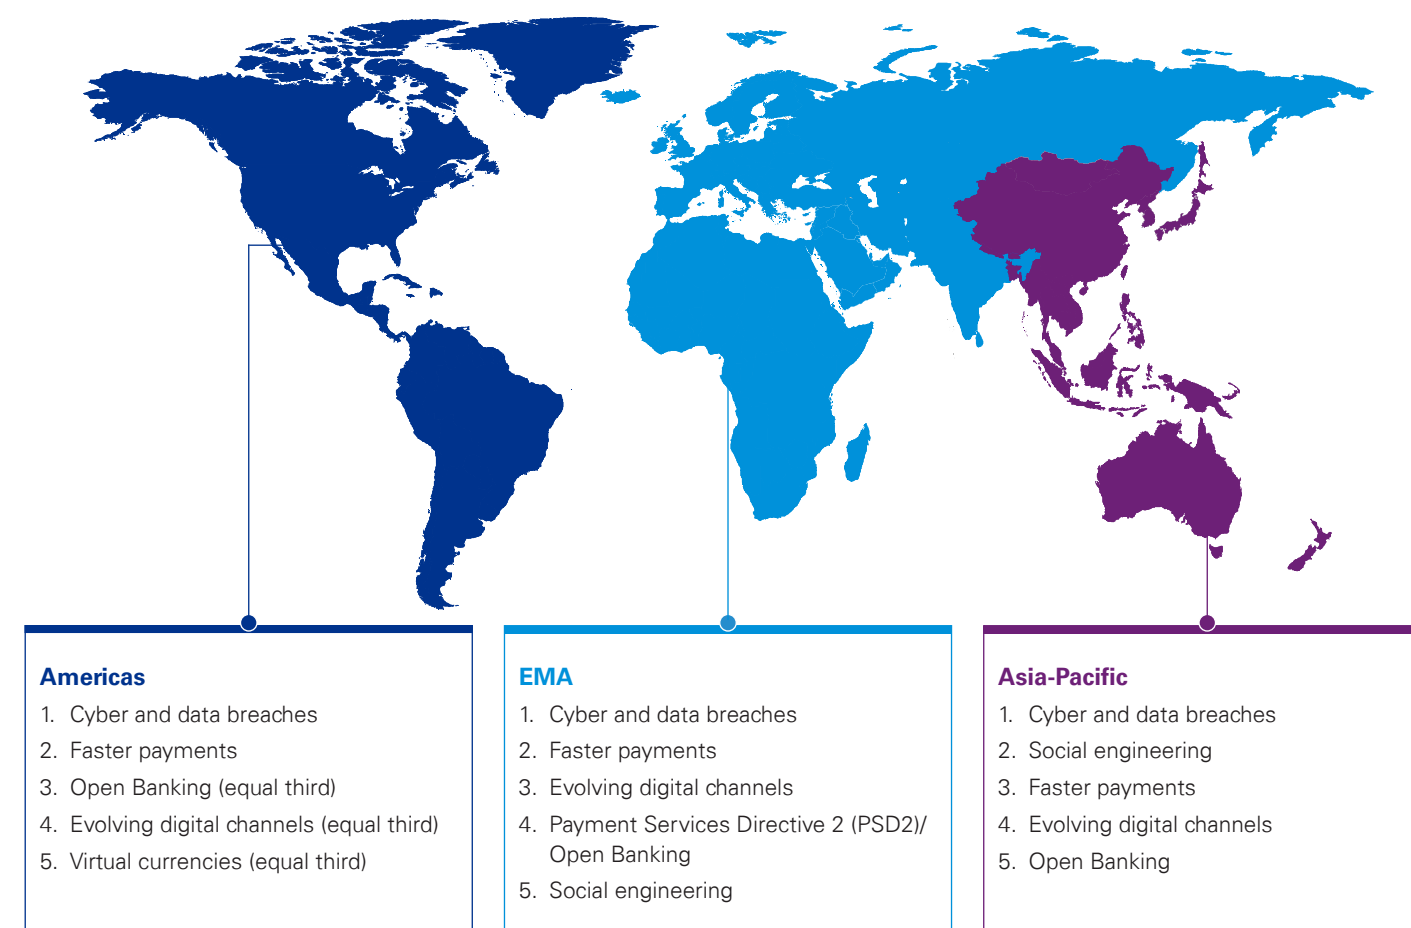 Americas
1. Cyber and data breaches
2. Faster payments
3. Open Banking (equal third)
4. Evolving digital channels (equal third)
5. Virtual currencies (equal third)
EMA
1. Cyber and data breaches
2. Faster payments
3. Evolving digital channels
4. Payment Services Directive 2 (PSD2)/
Open Banking
5. Social engineering
Asia-Pacific
1. Cyber and data breaches
2. Social engineering
3. Faster payments
4. Evolving digital channels
5. Open Banking